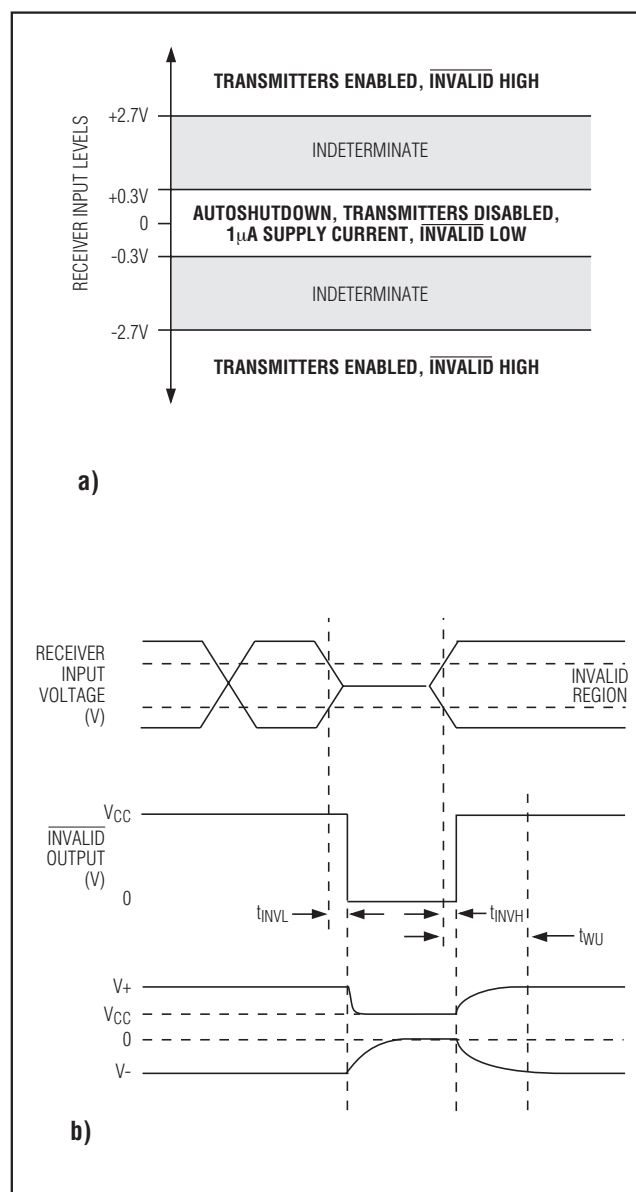 TRANSMITTERS ENABLED, INVALID HIGH
RECEIVER INPUT LEVELS
+2.7V
INDETERMINATE
+0.3V
AUTOSHUTDOWN, TRANSMITTERS DISABLED,
0
1μA SUPPLY CURRENT, INVALID LOW
-0.3V
INDETERMINATE
-2.7V
TRANSMITTERS ENABLED, INVALID HIGH
a)
RECEIVER
INPUT
VOLTAGE
(V)
INVALID
REGION
VCC
INVALID
OUTPUT
(V)
0
tINVL
tINVH
tWU
V+
VCC
0
V-
b)